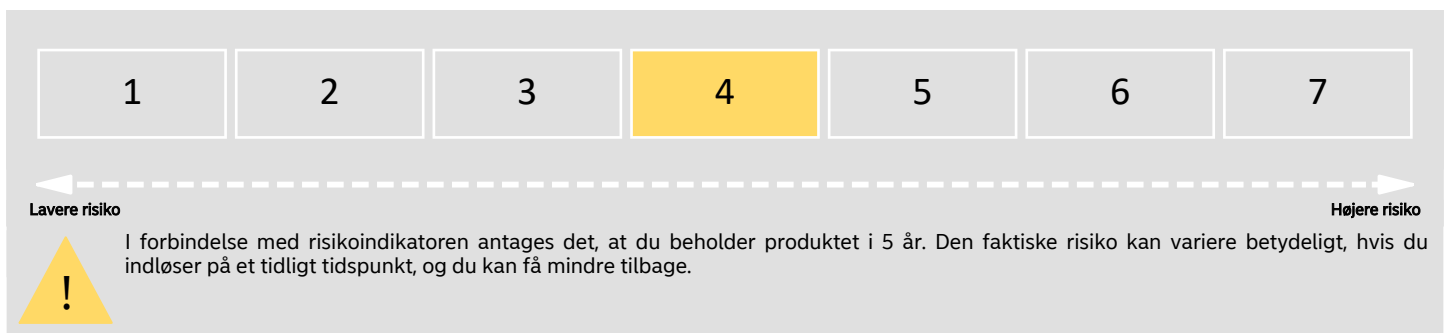 1 2 3 4 5 6 7
Lavere risiko Højere risiko
I forbindelse med risikoindikatoren antages det, at du beholder produktet i 5 år. Den faktiske risiko kan variere betydeligt, hvis du
indløser på et tidligt tidspunkt, og du kan få mindre tilbage.
!